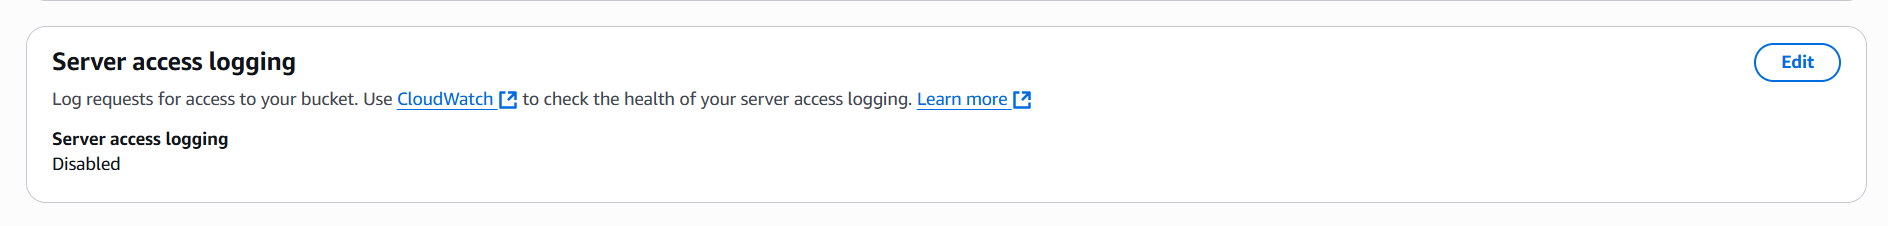 Server access logging
Edit
Log requests for access to your bucket. Use CloudWatch to check the health of your server access logging. Learn more
Server access logging
Disabled